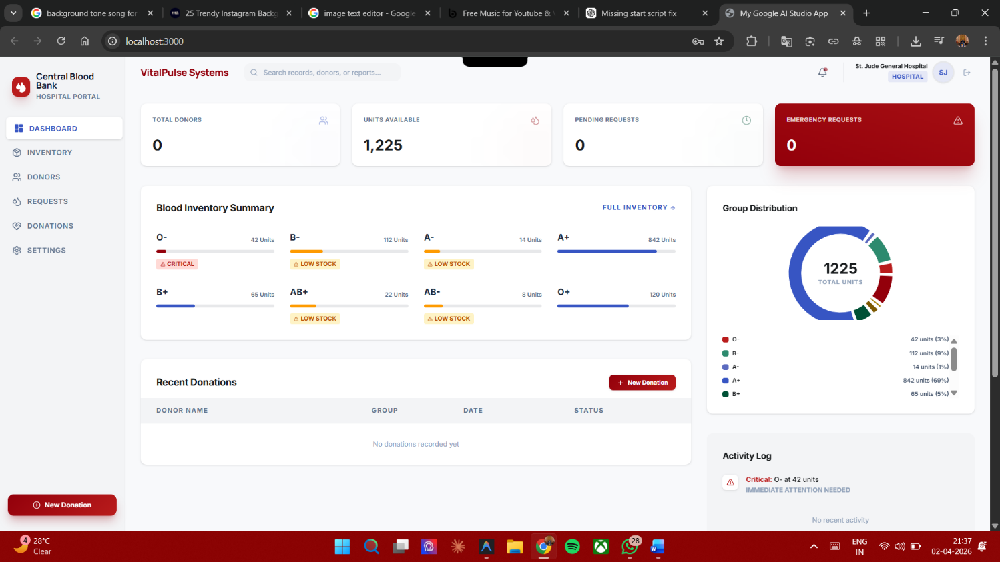 background tone song for
25 Trendy Instagram Backg
image text editor - Google
Free Music for Youtube &
Missing start script fix
My Google AI Studio App
localhost:3000
Central Blood
Bank
HOSPITAL PORTAL
DASHBOARD
INVENTORY
DONORS
REQUESTS
DONATIONS
SETTINGS
New Donation
VitalPulse Systems
Search records, donors, or reports...
St. Jude General Hospital
HOSPITAL
SJ
TOTAL DONORS
0
UNITS AVAILABLE
1,225
PENDING REQUESTS
0
EMERGENCY REQUESTS
0
Blood Inventory Summary
FULL INVENTORY →
O- 42 Units
CRITICAL
B- 112 Units
LOW STOCK
A- 14 Units
LOW STOCK
A+ 842 Units
B+ 65 Units
AB+ 22 Units
LOW STOCK
AB- 8 Units
LOW STOCK
O+ 120 Units
Group Distribution
1225
TOTAL UNITS
O- 42 units (3%)
B- 112 units (9%)
A- 14 units (1%)
A+ 842 units (69%)
B+ 65 units (5%)
Recent Donations
+ New Donation
DONOR NAME GROUP DATE STATUS
No donations recorded yet
Activity Log
Critical: O- at 42 units
IMMEDIATE ATTENTION NEEDED
No recent activity
4
28°C
Clear
28
ENG
IN
21:37
02-04-2026